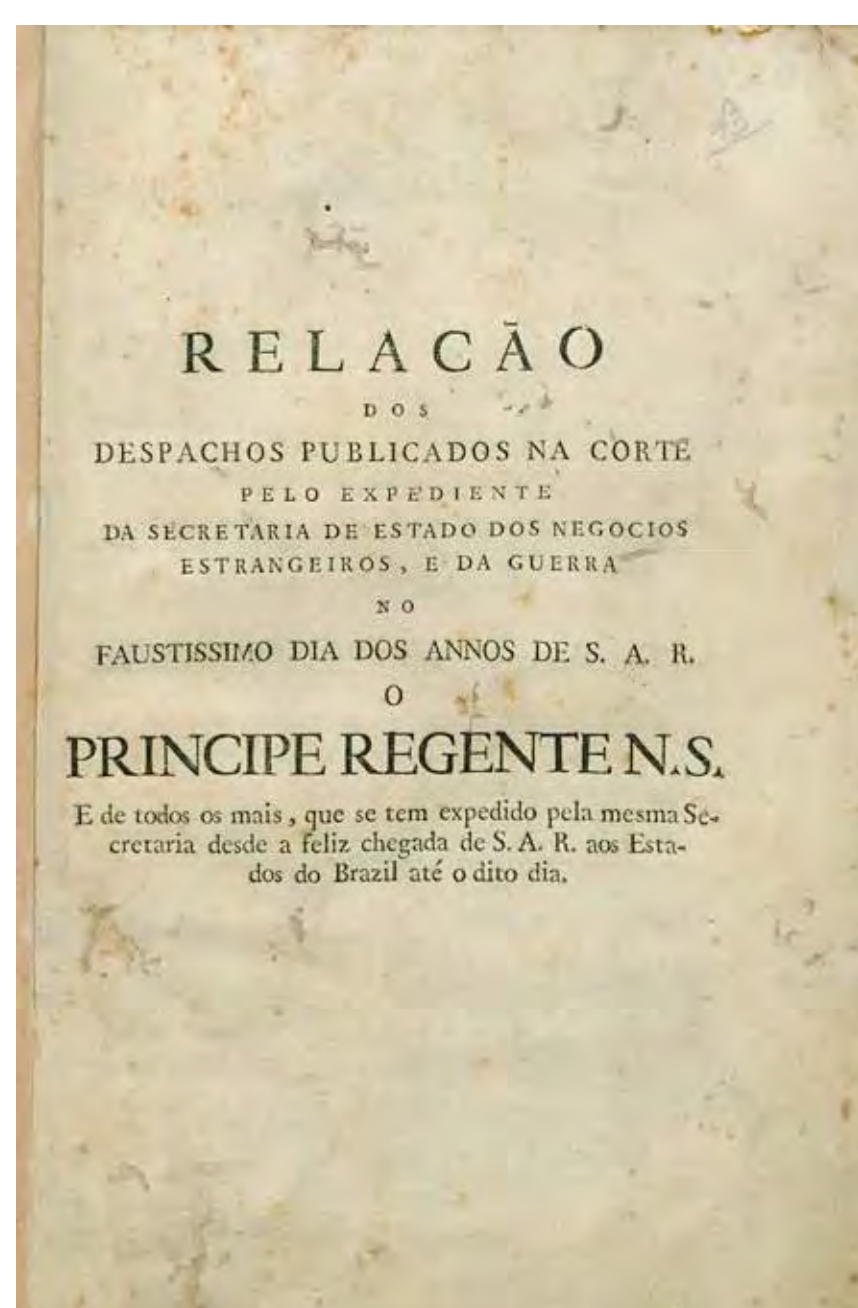 RELACÃO
DOS
DESPACHOS PUBLICADOS NA CORTE
PELO EXPEDIENTE
DA SECRETARIA DE ESTADO DOS NEGOCIOS
ESTRANGEIROS, E DA GUERRA
NO
FAUSTISSIMO DIA DOS ANNOS DE S. A. R.
O
PRINCIPE REGENTE N.S.
E de todos os mais, que se tem expedido pela mesma Se-
cretaria desde a feliz chegada de S. A. R. aos Esta-
dos do Brazil até o dito dia.